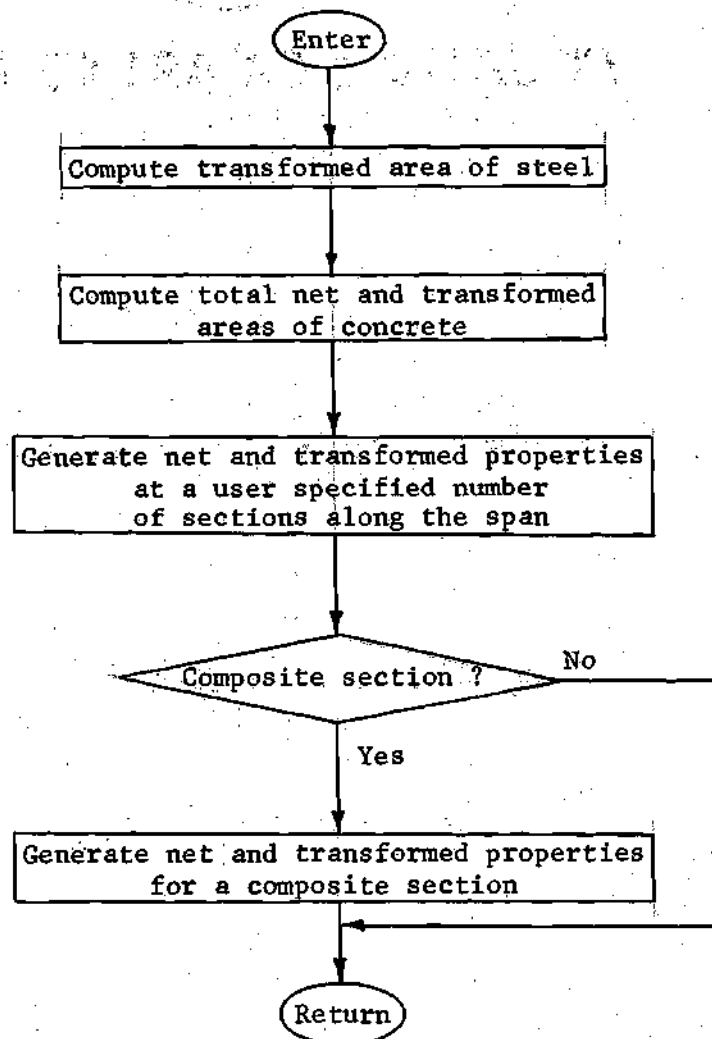 Enter
Compute transformed area of steel
Compute total net and transformed
areas of concrete
Generate net and transformed properties
at a user specified number
of sections along the span
Composite section ?
No
Yes
Generate net and transformed properties
for a composite section
Return